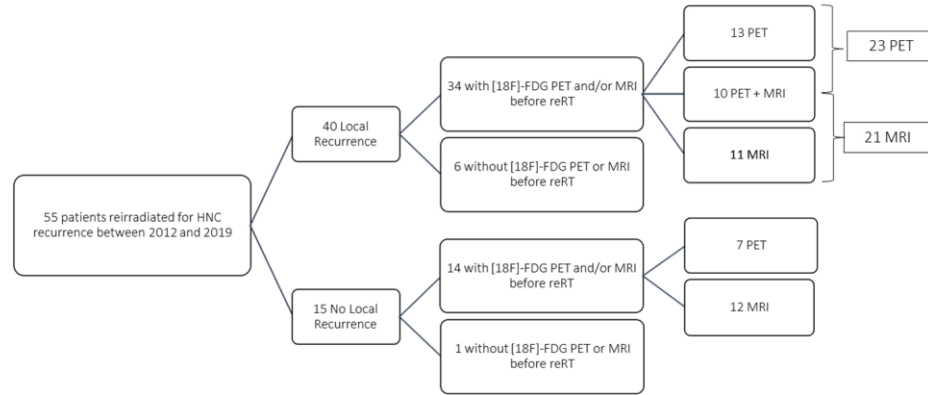 13 PET
23 PET
34 with [18F]-FDG PET and/or MRI
before reRT
10 PET + MRI
40 Local
Recurrence
21 MRI
11 MRI
6 without [18F]-FDG PET or MRI
before reRT
55 patients reirradiated for HNC
recurrence between 2012 and 2019
7 PET
14 with [18F]-FDG PET and/or MRI
before reRT
15 No Local
Recurrence
12 MRI
1 without [18F]-FDG PET or MRI
before reRT